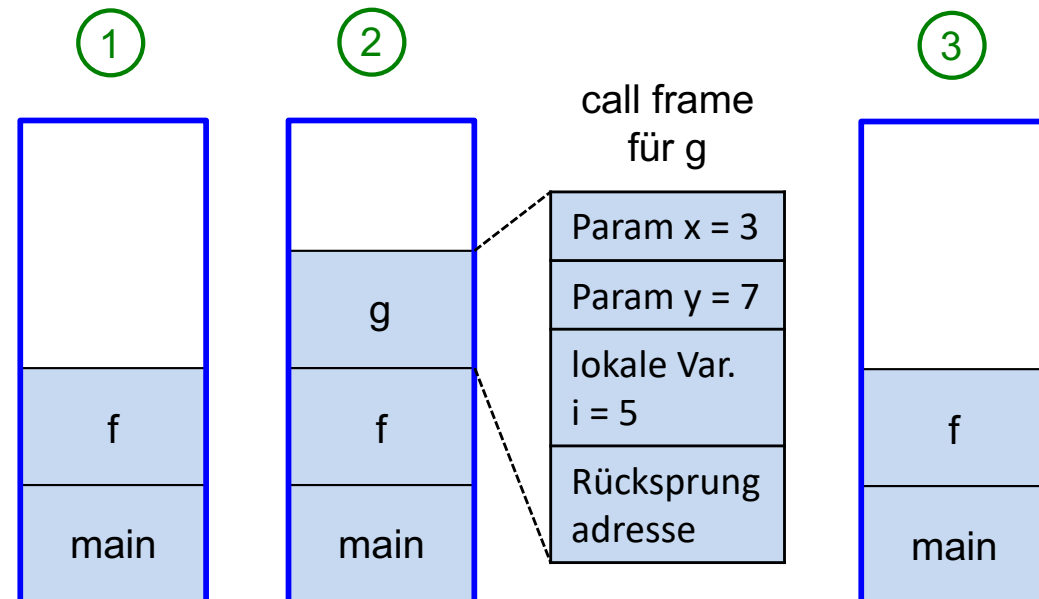 1
2
3
call frame
für g
f
main
g
f
main
Param x = 3
Param y = 7
lokale Var.
i = 5
Rücksprung
adresse
f
main